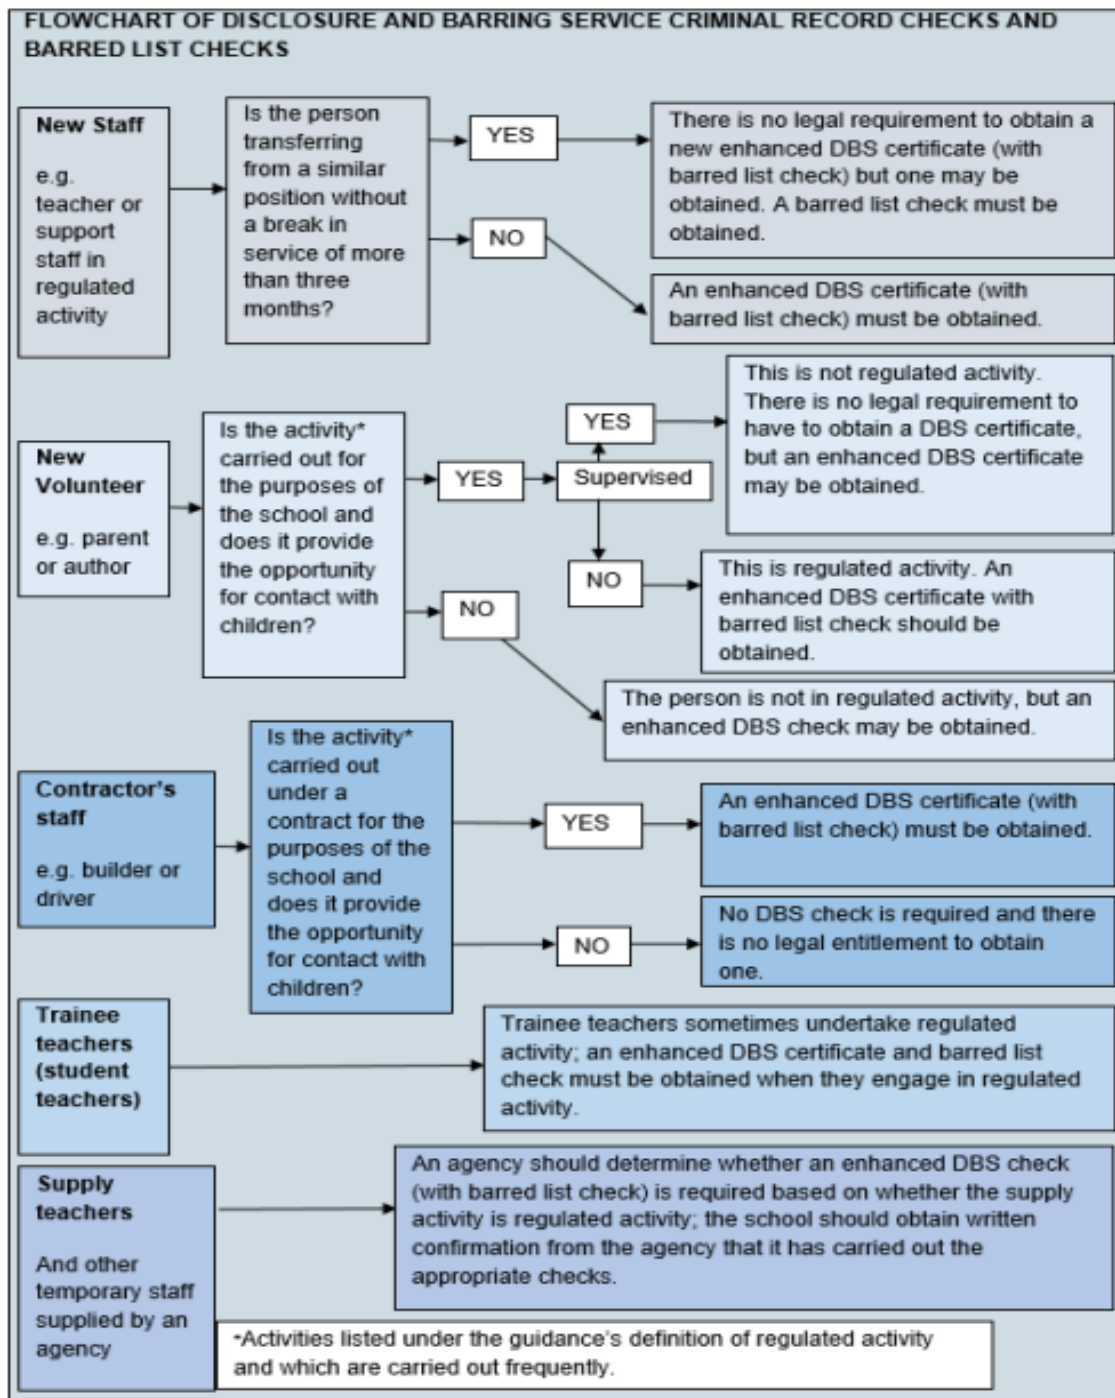 FLOWCHART OF DISCLOSURE AND BARRING SERVICE CRIMINAL RECORD CHECKS AND
BARRED LIST CHECKS
New Staff
e.g.
teacher or
support
staff in
regulated
activity
Is the person
transferring
from a similar
position without
a break in
service of more
than three
months?
YES
There is no legal requirement to obtain a
new enhanced DBS certificate (with
barred list check) but one may be
obtained. A barred list check must be
obtained.
NO
An enhanced DBS certificate (with
barred list check) must be obtained.
New
Volunteer
e.g. parent
or author
Is the activity*
carried out for
the purposes of
the school and
does it provide
the opportunity
for contact with
children?
YES
Supervised
YES
This is not regulated activity.
There is no legal requirement to
have to obtain a DBS certificate,
but an enhanced DBS certificate
may be obtained.
NO
This is regulated activity. An
enhanced DBS certificate with
barred list check should be
obtained.
NO
The person is not in regulated activity, but an
enhanced DBS check may be obtained.
Contractor's
staff
e.g. builder or
driver
Is the activity*
carried out
under a
contract for the
purposes of the
school and
does it provide
the opportunity
for contact with
children?
YES
An enhanced DBS certificate (with
barred list check) must be obtained.
NO
No DBS check is required and there
is no legal entitlement to obtain
one.
Trainee
teachers
(student
teachers)
Trainee teachers sometimes undertake regulated
activity; an enhanced DBS certificate and barred list
check must be obtained when they engage in regulated
activity.
Supply
teachers
And other
temporary staff
supplied by an
agency
An agency should determine whether an enhanced DBS check
(with barred list check) is required based on whether the supply
activity is regulated activity; the school should obtain written
confirmation from the agency that it has carried out the
appropriate checks.
*Activities listed under the guidance's definition of regulated activity
and which are carried out frequently.